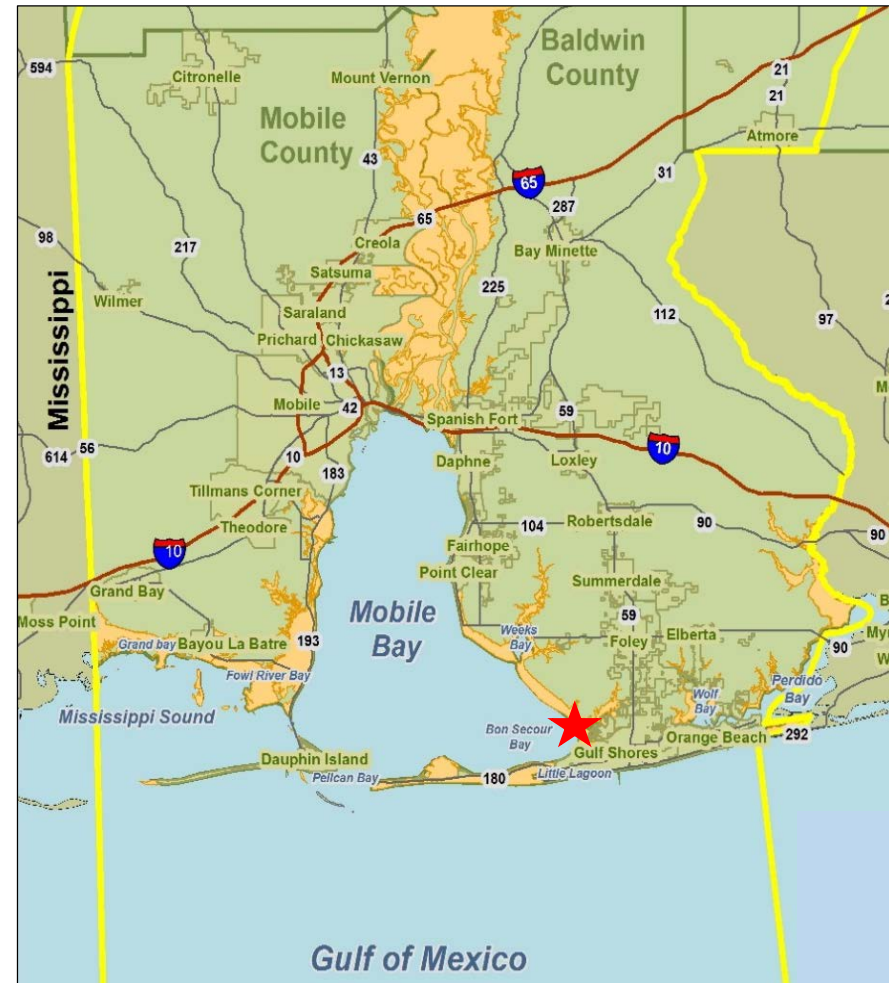 Baldwin
County
594
Citronelle
Mount Vernon
21
21
Mobile
County
Atmore
43
31
65
287
65
98
217
Creola
Bay Minette
Satsuma
225
Mississippi
Wilmer
Saraland
112
97
Prichard
Chickasaw
13
Mobile
42
Spanish Fort
59
56
614
10
183
Daphne
Loxley
10
Tillmans Corner
Theodore
104
Robertsdale
90
90
10
Fairhope
Point Clear
Summerdale
Grand Bay
Mobile
Bay
59
Moss Point
Weeks
Bay
Foley
Elberta
Grand bay
Bayou La Batre
193
90
Fowl River Bay
Wolf
Bay
Perdido
Bay
Mississippi Sound
Bon Secour
Bay
Orange Beach
292
Dauphin Island
Gulf Shores
Pelican Bay
180
Little Lagoon
Gulf of Mexico